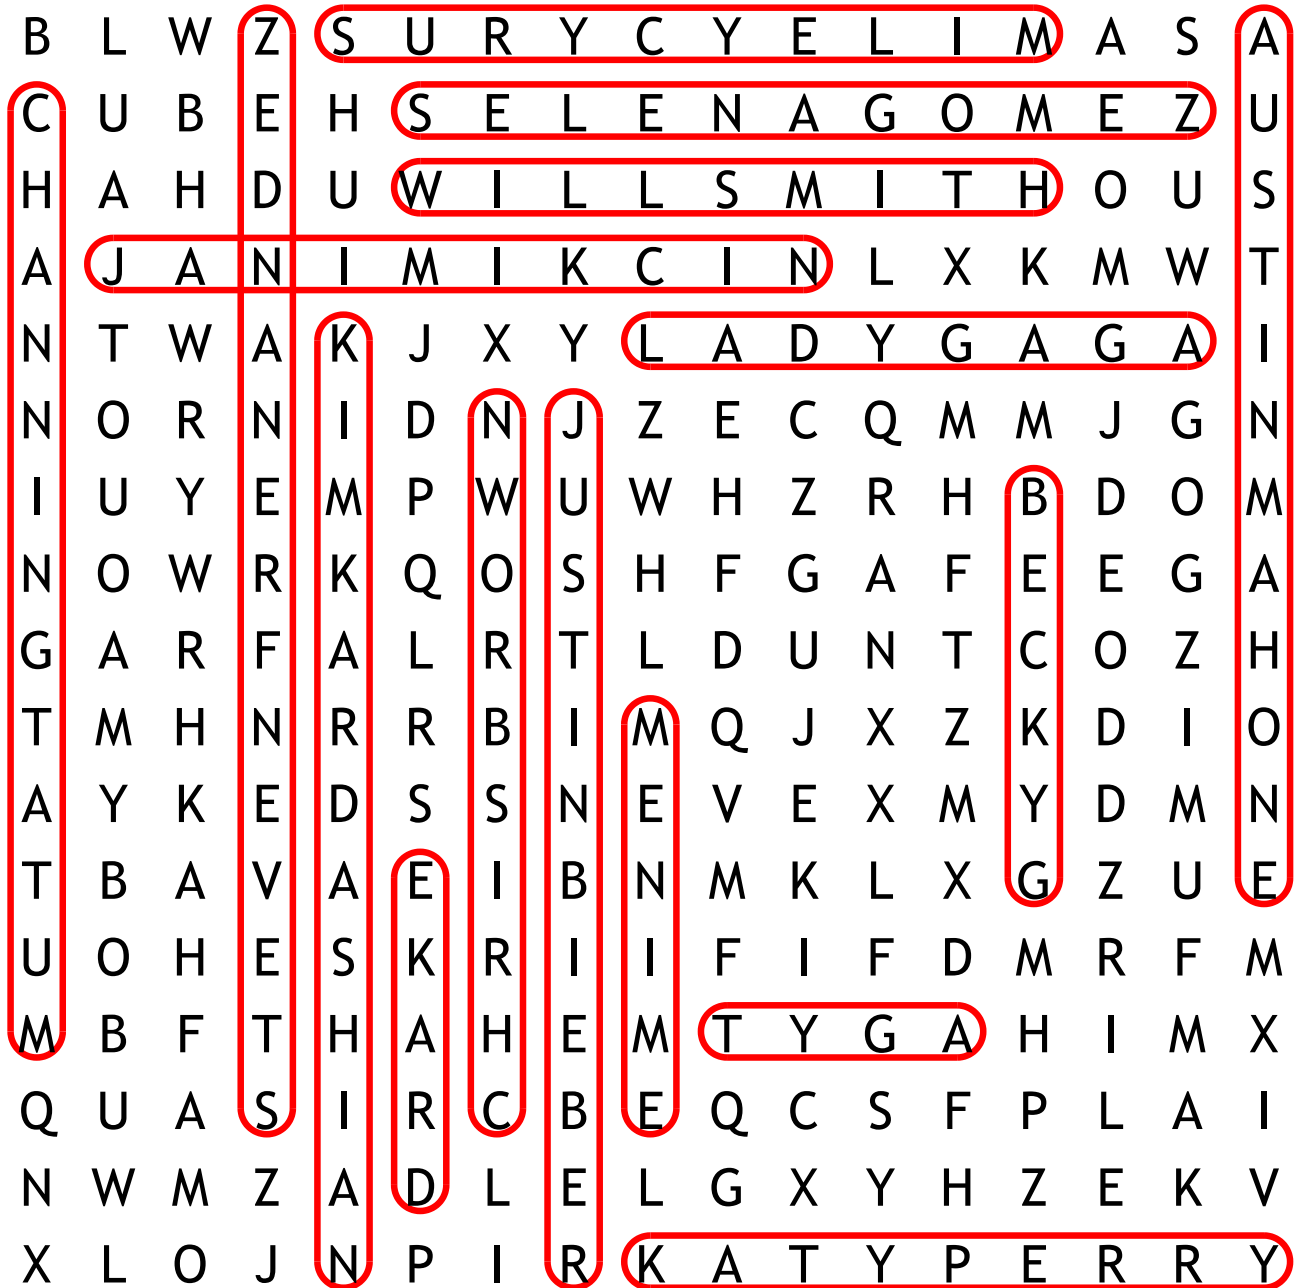 B L W Z S U R Y C Y E L I M A S A
C U B E H S E L E N A G O M E Z U
H A H D U W I L L S M I T H O U S
A J A N I M I K C I N L X K M W T
N T W A K J X Y L A D Y G A G A I
N O R N I D N J Z E C Q M M J G N
I U Y E M P W U W H Z R H B D O M
N O W R K Q O S H F G A F E E G A
G A R F A L R T L D U N T C O Z H
T M H N R R B I M Q J X Z K D I O
A Y K E D S S N E V E X M Y D M N
T B A V A E I B N M K L X G Z U E
U O H E S K R I I F I F D M R F M
M B F T H A H E M T Y G A H I M X
Q U A S I R C B E Q C S F P L A I
N W M Z A D L E L G X Y H Z E K V
X L O J N P I R K A T Y P E R R Y